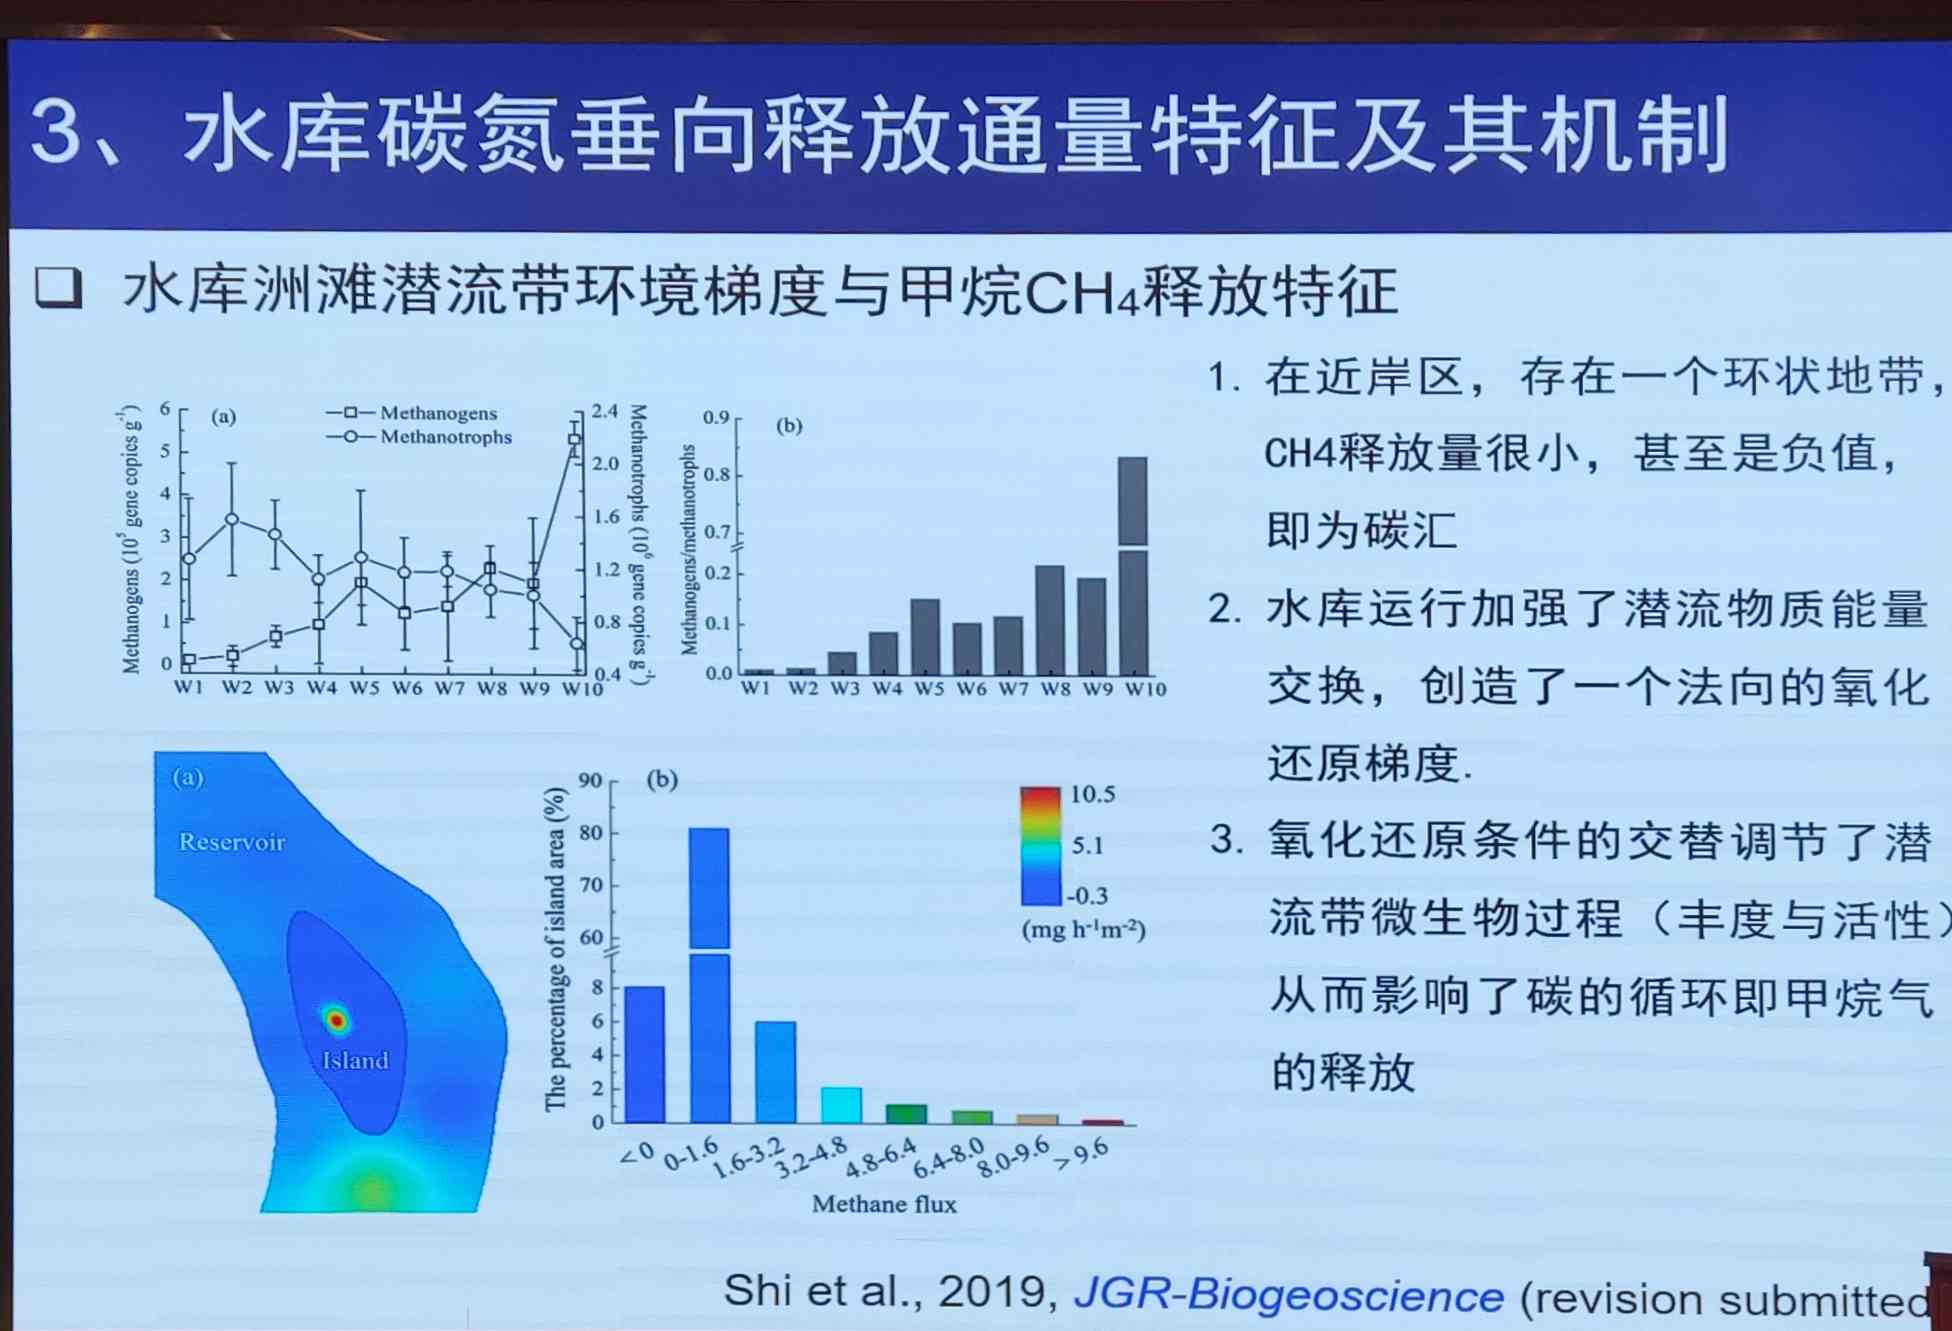 3、水库碳氮垂向释放通量特征及其机制
❑ 水库洲滩潜流带环境梯度与甲烷CH₄释放特征
1. 在近岸区，存在一个环状地带，
CH4释放量很小，甚至是负值，
即为碳汇
2. 水库运行加强了潜流物质能量
交换，创造了一个法向的氧化
还原梯度.
3. 氧化还原条件的交替调节了潜
流带微生物过程（丰度与活性）
从而影响了碳的循环即甲烷气
的释放
(a)
Methanogens
Methanotrophs
Methanogens (10⁵ gene copies g⁻¹)
6
5
4
3
2
1
0
2.4
2.0
1.6
1.2
0.8
0.4
Methanotrophs (10⁶ gene copies g⁻¹)
W1 W2 W3 W4 W5 W6 W7 W8 W9 W10
(b)
Methanogens/methanotrophs
0.9
0.8
0.7
0.2
0.1
0.0
W1 W2 W3 W4 W5 W6 W7 W8 W9 W10
(a)
Reservoir
Island
(b)
The percentage of island area (%)
90
80
70
60
8
6
4
2
0
<0 0-1.6 1.6-3.2 3.2-4.8 4.8-6.4 6.4-8.0 8.0-9.6 >9.6
Methane flux
10.5
5.1
-0.3
(mg h⁻¹m⁻²)
Shi et al., 2019, JGR-Biogeoscience (revision submitted